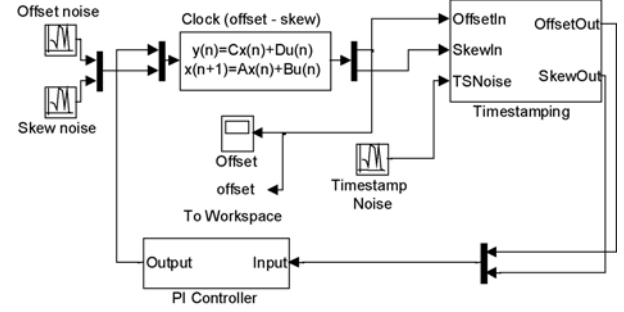 Offset noise
Skew noise
Clock (offset - skew)
y(n)=Cx(n)+Du(n)
x(n+1)=Ax(n)+Bu(n)
OffsetIn
SkewIn
TSNoise
OffsetOut
SkewOut
Timestamping
Offset
offset
To Workspace
Timestamp
Noise
Output
Input
PI Controller